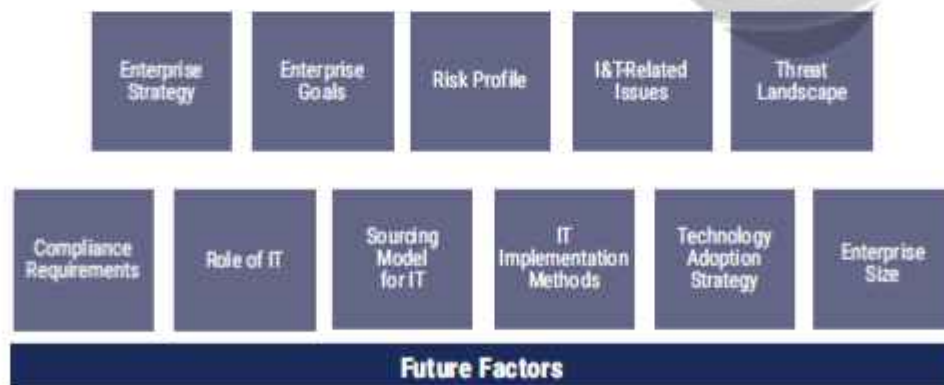 Enterprise
Strategy
Enterprise
Goals
Risk Profile
I&T-Related
Issues
Threat
Landscape
Compliance
Requirements
Role of IT
Sourcing
Model
for IT
IT
Implementation
Methods
Technology
Adoption
Strategy
Enterprise
Size
Future Factors